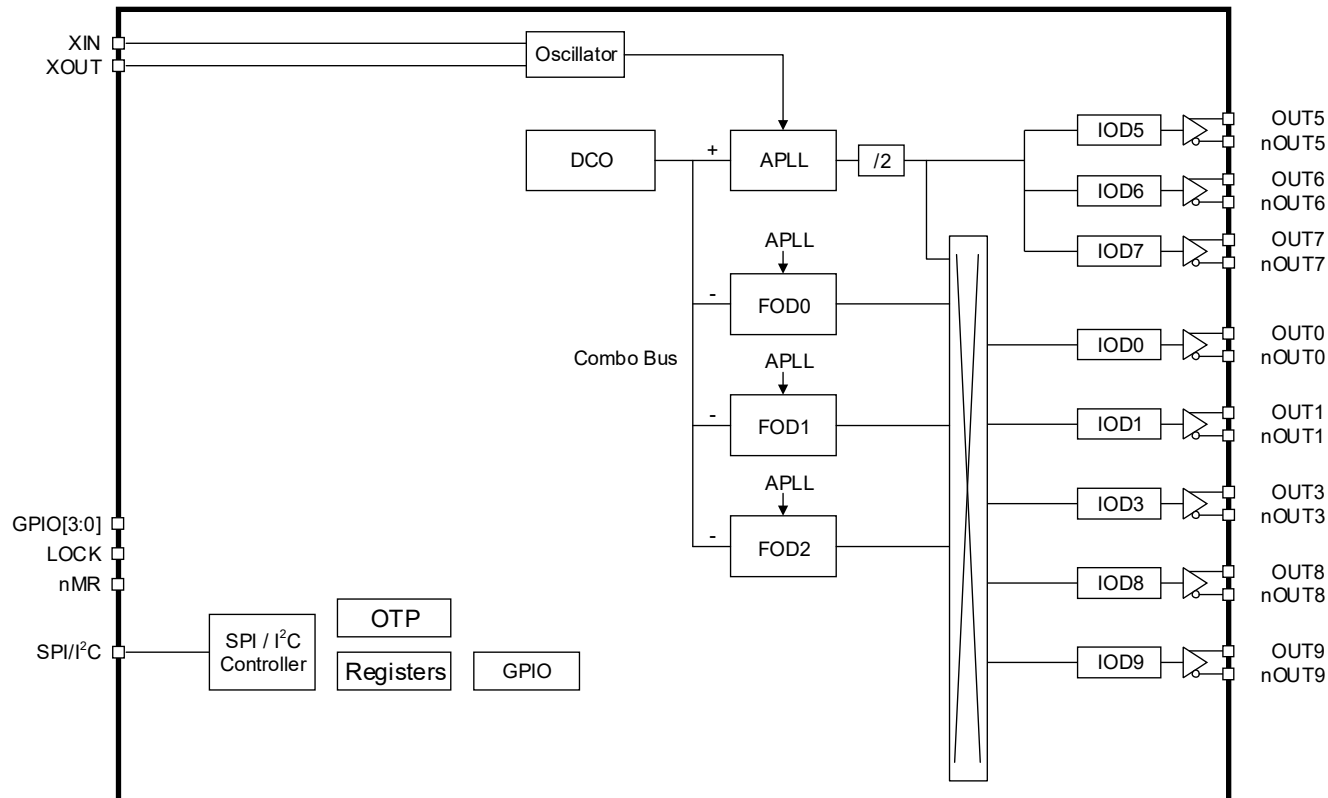 XIN
XOUT
Oscillator
OUT5
nOUT5
IOD5
DCO
+
APLL
/2
OUT6
nOUT6
IOD6
OUT7
nOUT7
IOD7
APLL
-
FOD0
OUT0
nOUT0
IOD0
Combo Bus
APLL
-
FOD1
OUT1
nOUT1
IOD1
APLL
-
FOD2
OUT3
nOUT3
IOD3
GPIO[3:0]
LOCK
nMR
OUT8
nOUT8
IOD8
SPI/I²C
SPI / I²C
Controller
OTP
Registers
GPIO
OUT9
nOUT9
IOD9